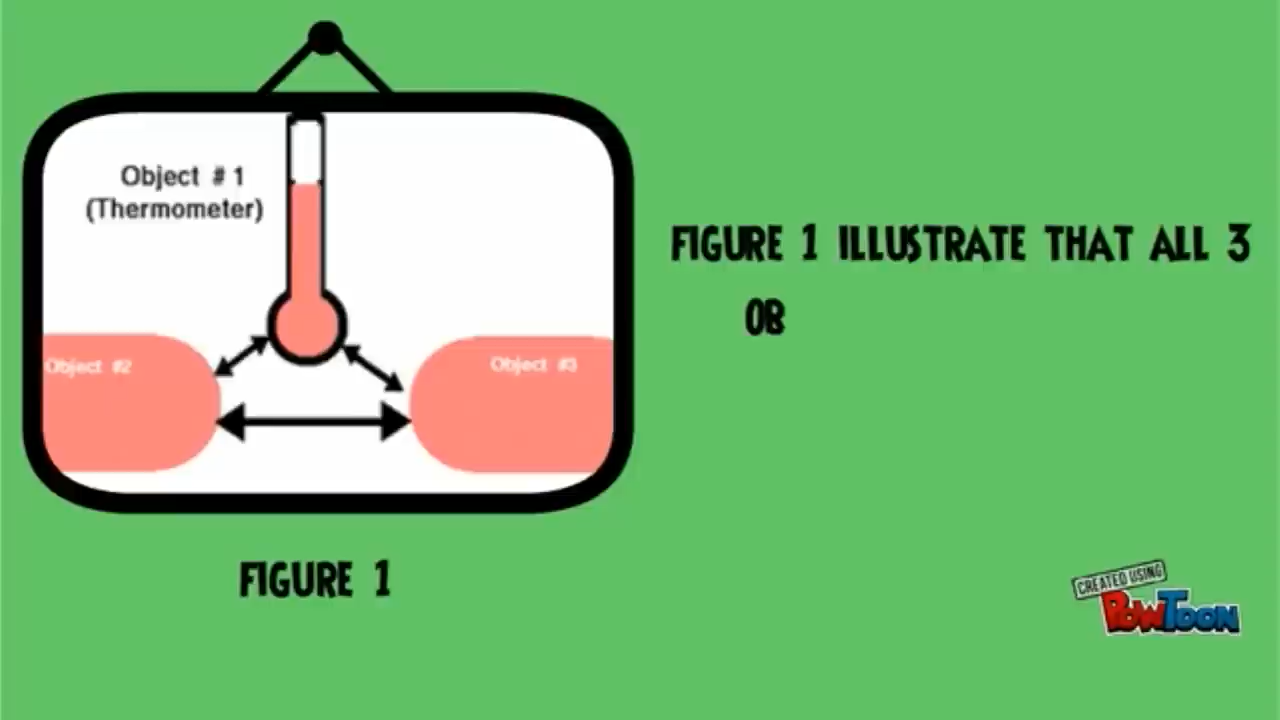 Object # 1
(Thermometer)
Object #2
Object #3
FIGURE 1
FIGURE 1 ILLUSTRATE THAT ALL 3
OB
CREATED USING
POWTOON